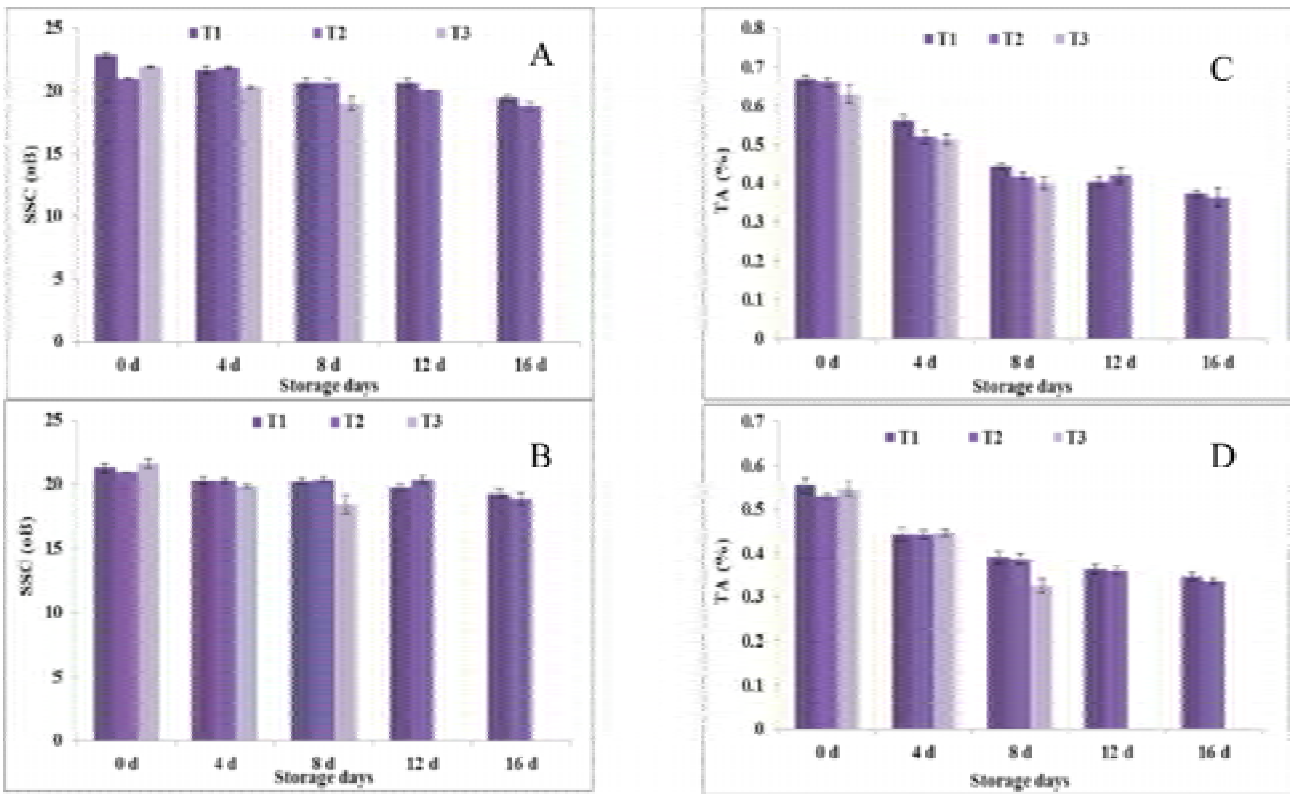 25
20
15
10
5
0
SSC (oB)
T1 T2 T3
A
0 d 4 d 8 d 12 d 16 d
Storage days
25
20
15
10
5
0
SSC (oB)
T1 T2 T3
B
0 d 4 d 8 d 12 d 16 d
Storage days
0.8
0.7
0.6
0.5
0.4
0.3
0.2
0.1
0
TA (%)
T1 T2 T3
C
0 d 4 d 8 d 12 d 16 d
Storage days
0.7
0.6
0.5
0.4
0.3
0.2
0.1
0
TA (%)
T1 T2 T3
D
0 d 4 d 8 d 12 d 16 d
Storage days